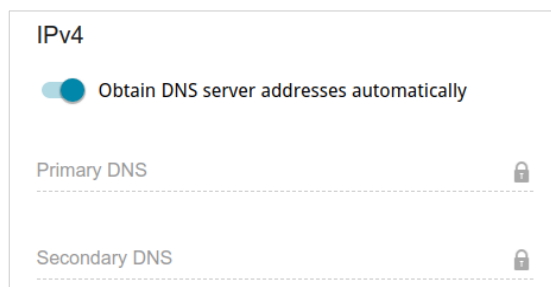 IPv4
Obtain DNS server addresses automatically
Primary DNS
Secondary DNS